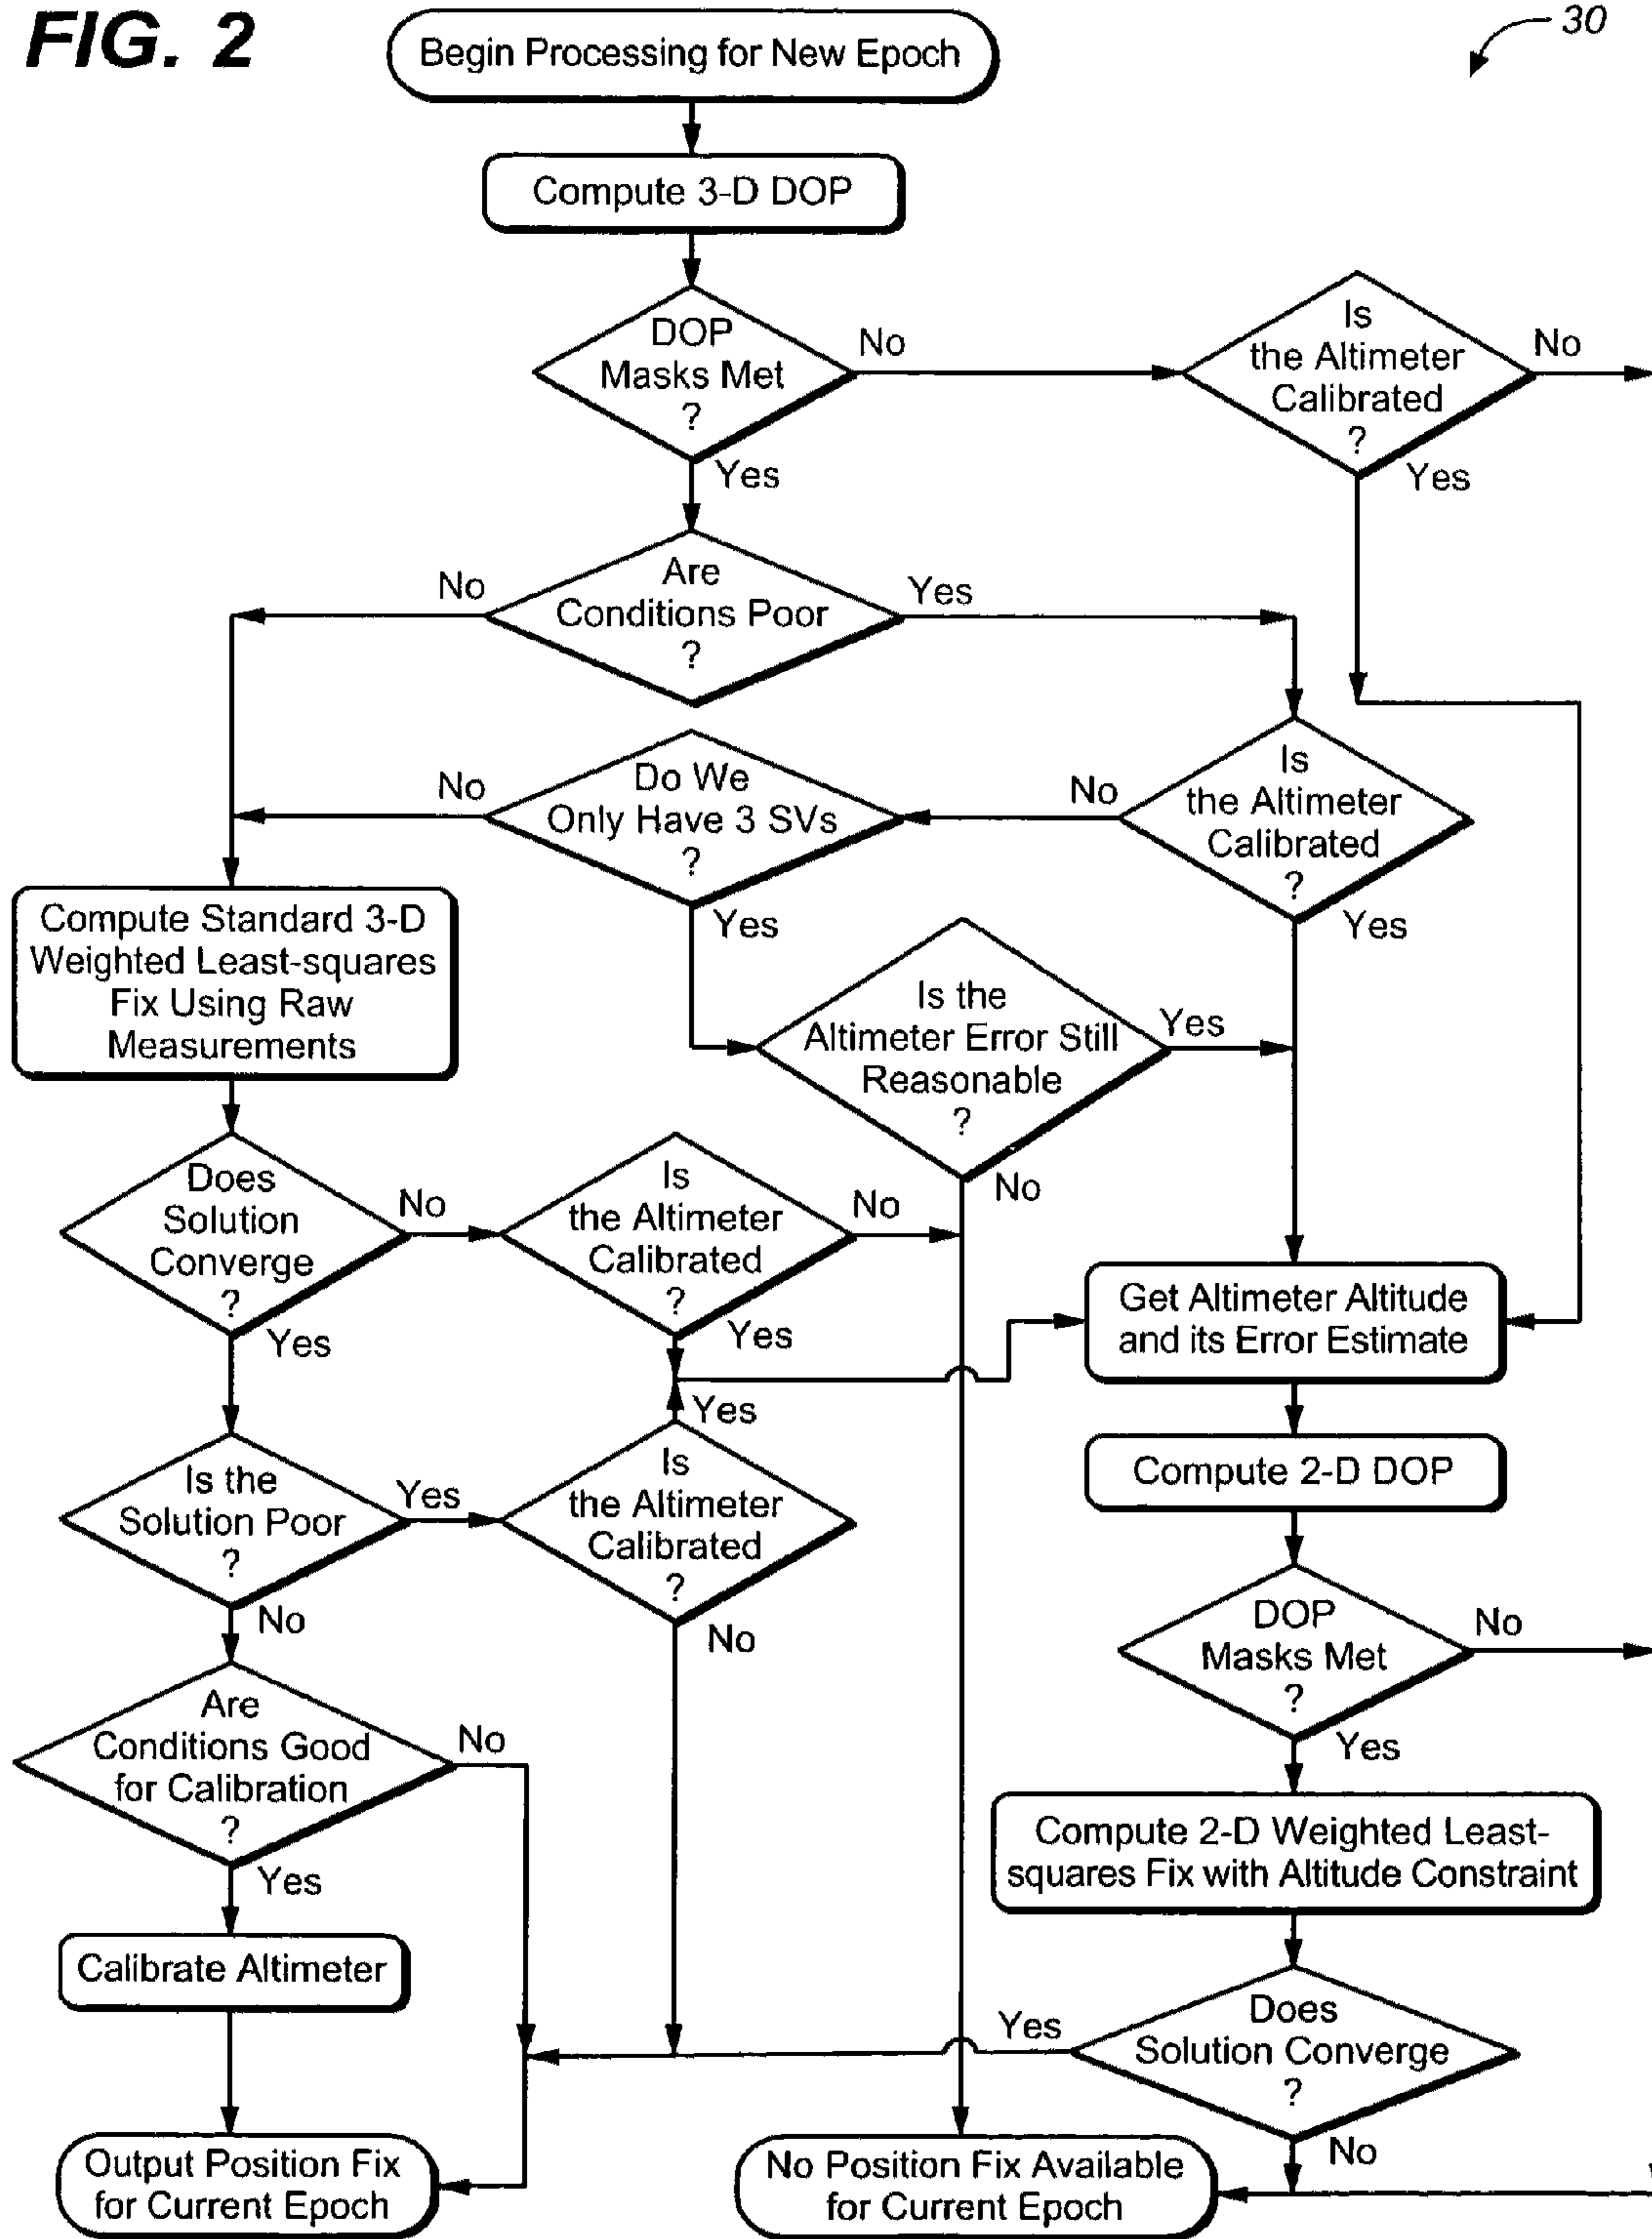 FIG. 2
30
Begin Processing for New Epoch
Compute 3-D DOP
DOP
Masks Met
?
No
Yes
Is
the Altimeter
Calibrated
?
No
Yes
Are
Conditions Poor
?
No
Yes
Do We
Only Have 3 SVs
?
No
Yes
Is
the Altimeter
Calibrated
?
No
Yes
Compute Standard 3-D
Weighted Least-squares
Fix Using Raw
Measurements
Is the
Altimeter Error Still
Reasonable
?
Yes
No
Does
Solution
Converge
?
No
Yes
Is
the Altimeter
Calibrated
?
No
Yes
Get Altimeter Altitude
and its Error Estimate
Is the
Solution Poor
?
Yes
No
Is
the Altimeter
Calibrated
?
Yes
No
Compute 2-D DOP
DOP
Masks Met
?
No
Yes
Are
Conditions Good
for Calibration
?
No
Yes
Compute 2-D Weighted Least-
squares Fix with Altitude Constraint
Calibrate Altimeter
Does
Solution Converge
?
Yes
No
Output Position Fix
for Current Epoch
No Position Fix Available
for Current Epoch